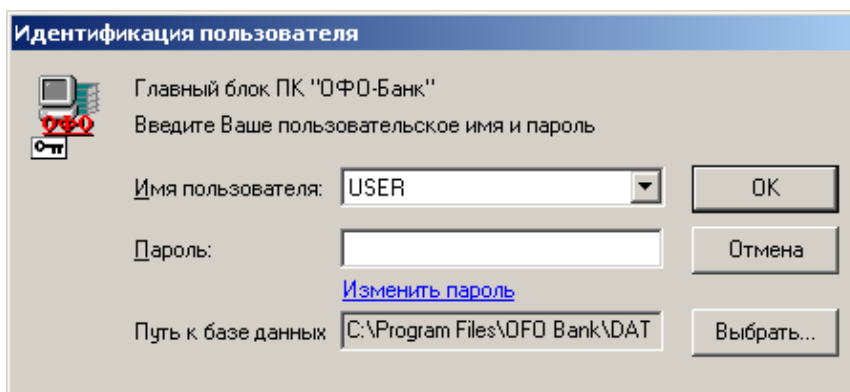 Идентификация пользователя
Главный блок ПК "ОФО-Банк"
Введите Ваше пользовательское имя и пароль
ОФО
Имя пользователя: USER OK
Пароль: Отмена
Изменить пароль
Путь к базе данных C:\Program Files\OFO Bank\DAT Выбрать...